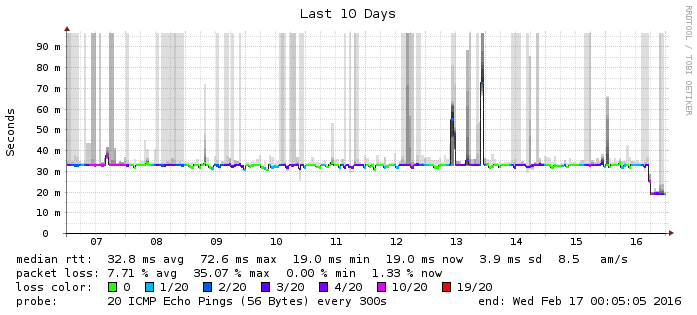 Last 10 Days
RRDTOOL / TOBI OETIKER
Seconds
90 m
80 m
70 m
60 m
50 m
40 m
30 m
20 m
10 m
0
07 08 09 10 11 12 13 14 15 16
median rtt: 32.8 ms avg 72.6 ms max 19.0 ms min 19.0 ms now 3.9 ms sd 8.5 am/s
packet loss: 7.71 % avg 35.07 % max 0.00 % min 1.33 % now
loss color: 0 1/20 2/20 3/20 4/20 10/20 19/20
probe: 20 ICMP Echo Pings (56 Bytes) every 300s end: Wed Feb 17 00:05:05 2016